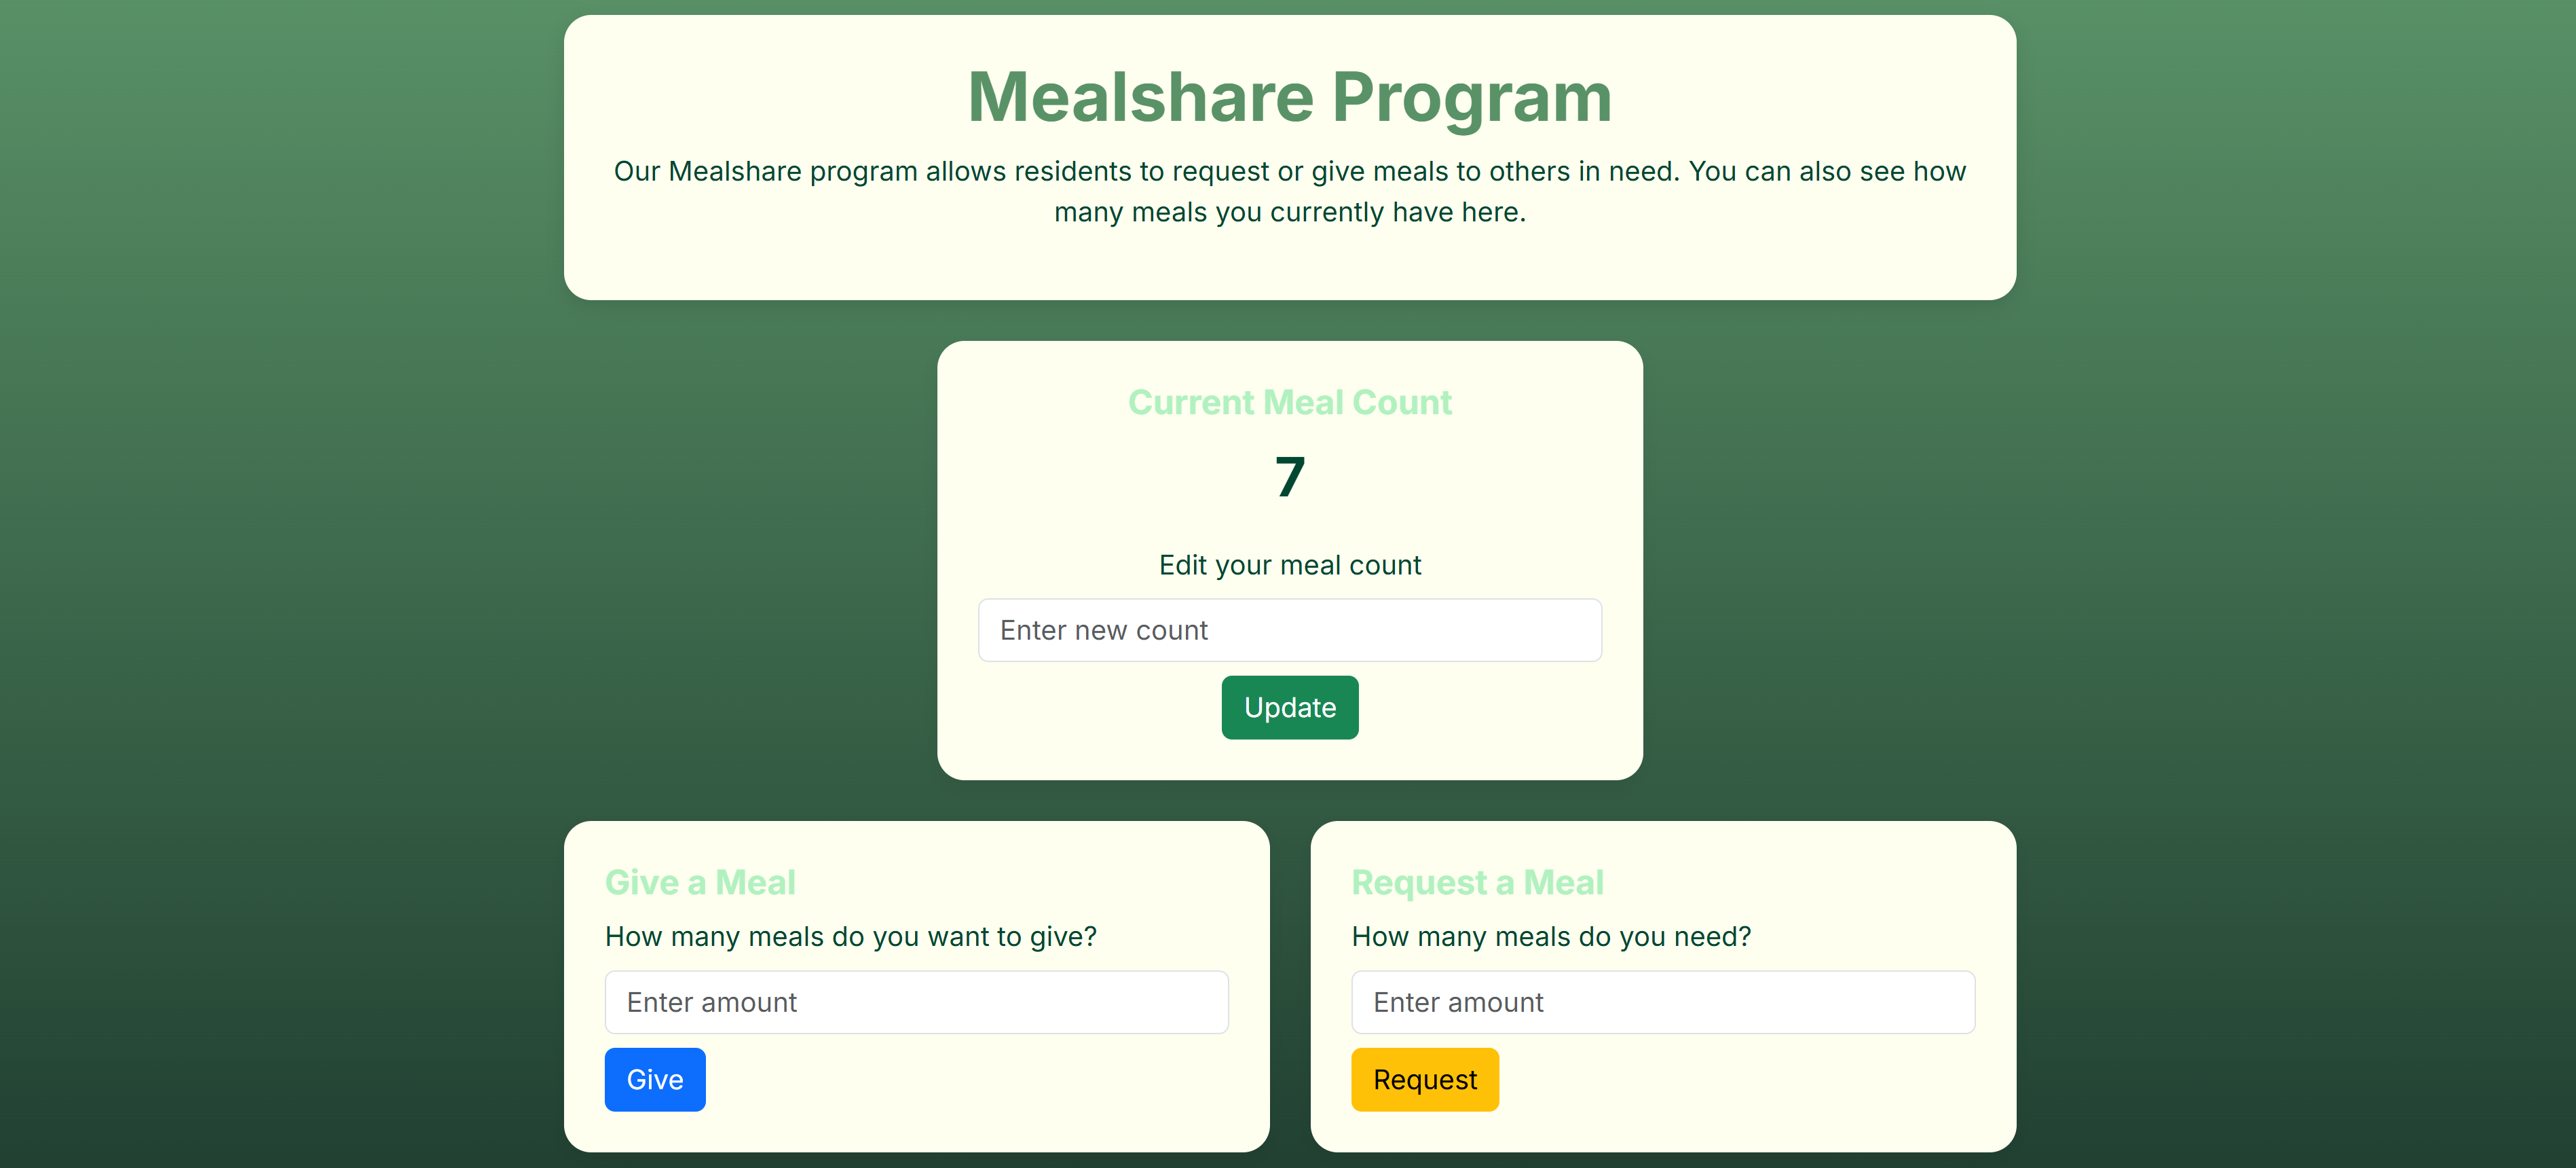 Mealshare Program
Our Mealshare program allows residents to request or give meals to others in need. You can also see how
many meals you currently have here.
Current Meal Count
7
Edit your meal count
Enter new count
Update
Give a Meal
How many meals do you want to give?
Enter amount
Give
Request a Meal
How many meals do you need?
Enter amount
Request